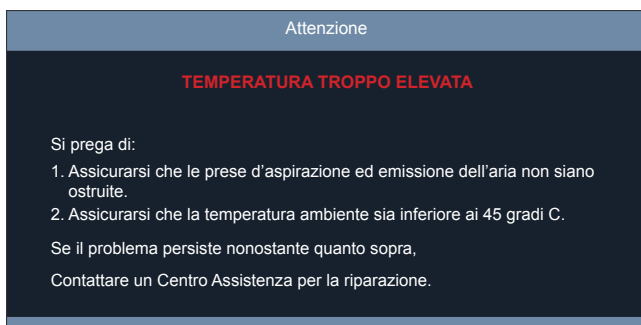 Attenzione
TEMPERATURA TROPPO ELEVATA
Si prega di:
1. Assicurarsi che le prese d'aspirazione ed emissione dell'aria non siano
ostruite.
2. Assicurarsi che la temperatura ambiente sia inferiore ai 45 gradi C.
Se il problema persiste nonostante quanto sopra,
Contattare un Centro Assistenza per la riparazione.